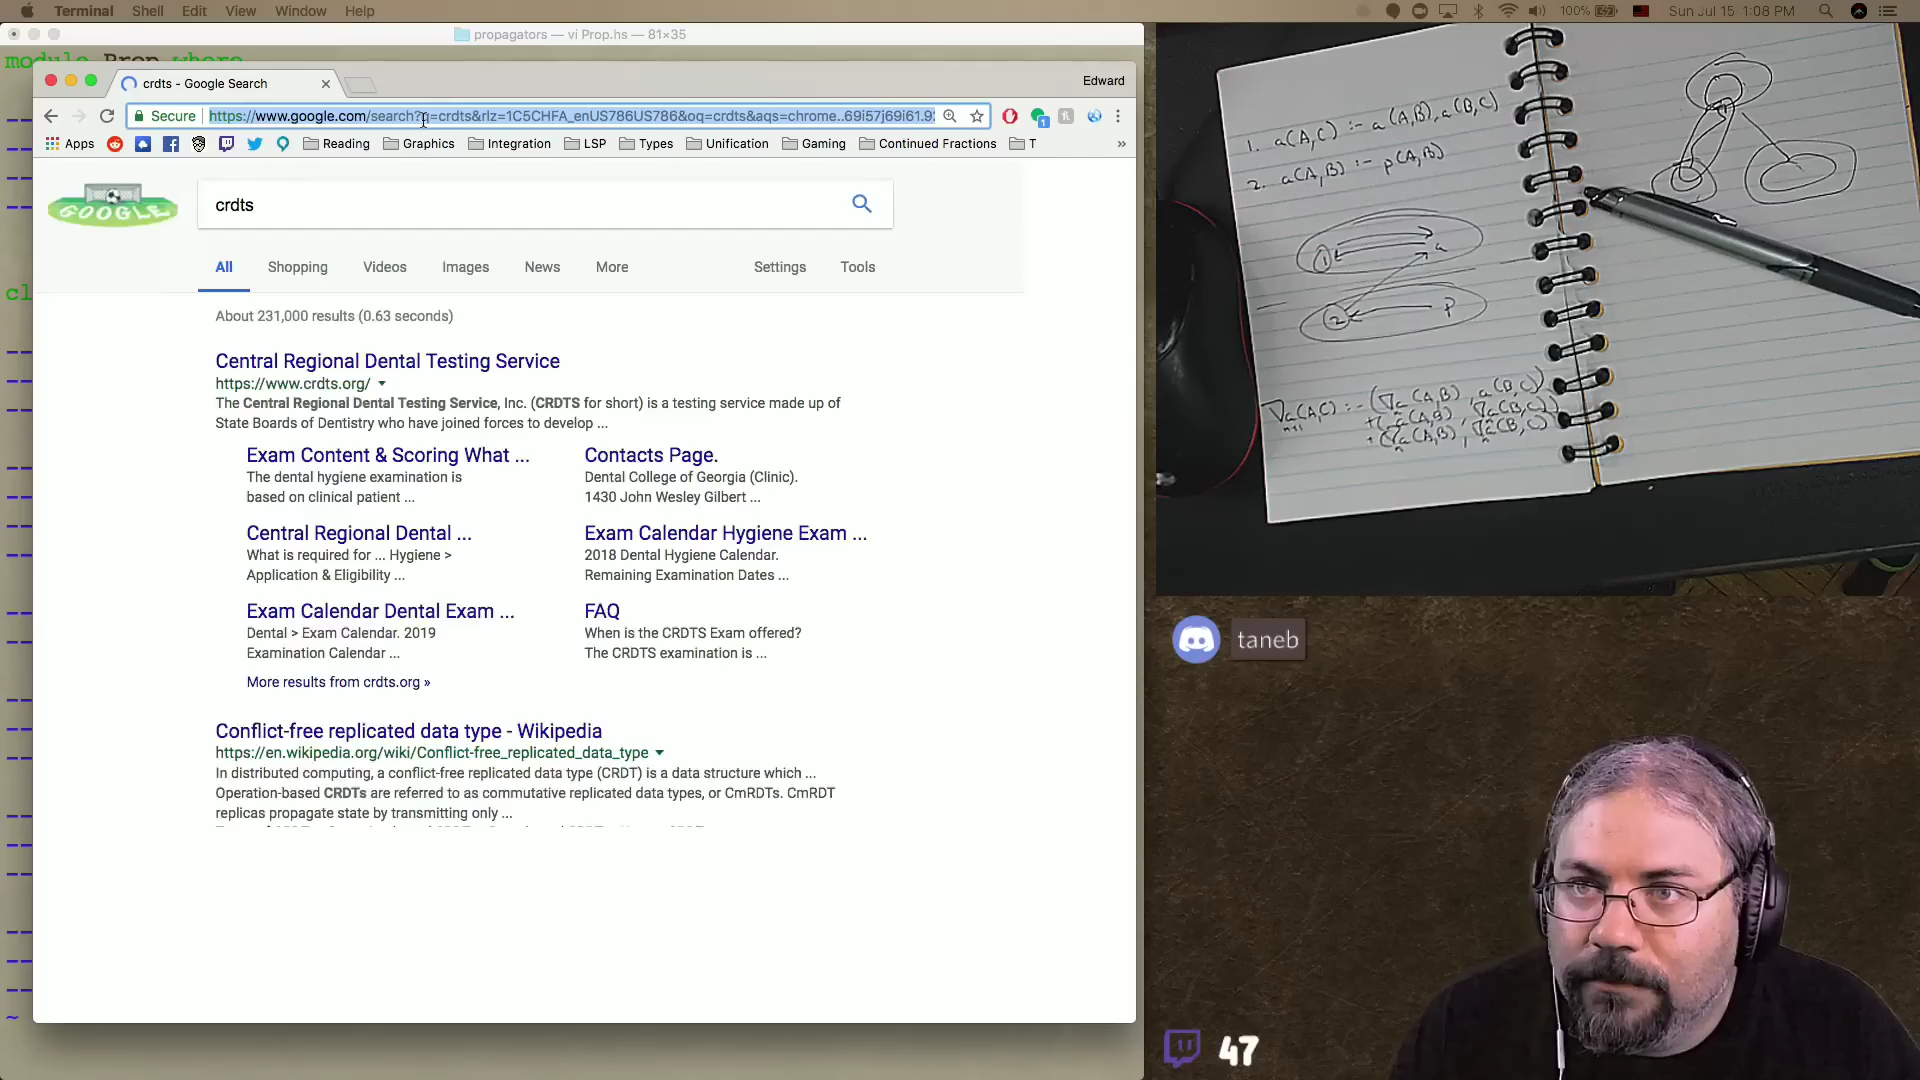 Terminal Shell Edit View Window Help 100% Sun Jul 15 1:08 PM
propagators — vi Prop.hs — 81×35
module Prop where
crdts - Google Search
Edward
Secure https://www.google.com/search?q=crdts&rlz=1C5CHFA_enUS786US786&oq=crdts&aqs=chrome..69i57j69i61.92
Apps Reading Graphics Integration LSP Types Unification Gaming Continued Fractions T »
GOOGLE
crdts
All Shopping Videos Images News More Settings Tools
cl
About 231,000 results (0.63 seconds)
Central Regional Dental Testing Service
https://www.crdts.org/
The Central Regional Dental Testing Service, Inc. (CRDTS for short) is a testing service made up of
State Boards of Dentistry who have joined forces to develop ...
Exam Content & Scoring What ...
The dental hygiene examination is
based on clinical patient ...
Contacts Page.
Dental College of Georgia (Clinic).
1430 John Wesley Gilbert ...
Central Regional Dental ...
What is required for ... Hygiene >
Application & Eligibility ...
Exam Calendar Hygiene Exam ...
2018 Dental Hygiene Calendar.
Remaining Examination Dates ...
Exam Calendar Dental Exam ...
Dental > Exam Calendar. 2019
Examination Calendar ...
FAQ
When is the CRDTS Exam offered?
The CRDTS examination is ...
More results from crdts.org »
Conflict-free replicated data type - Wikipedia
https://en.wikipedia.org/wiki/Conflict-free_replicated_data_type
In distributed computing, a conflict-free replicated data type (CRDT) is a data structure which ...
Operation-based CRDTs are referred to as commutative replicated data types, or CmRDTs. CmRDT
replicas propagate state by transmitting only ...
~
1. a(A,C) :- a(A,B), a(B,C)
2. a(A,B) :- p(A,B)
1 a
2 P
taneb
47